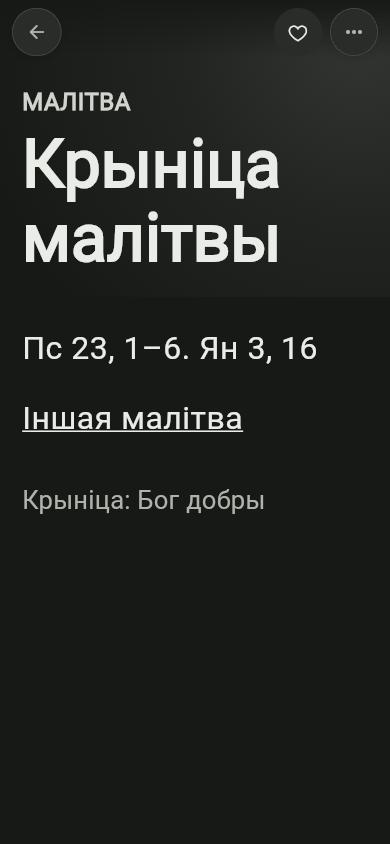 МАЛІТВА
Крыніца
малітвы
Пс 23, 1–6. Ян 3, 16
Іншая малітва
Крыніца: Бог добры